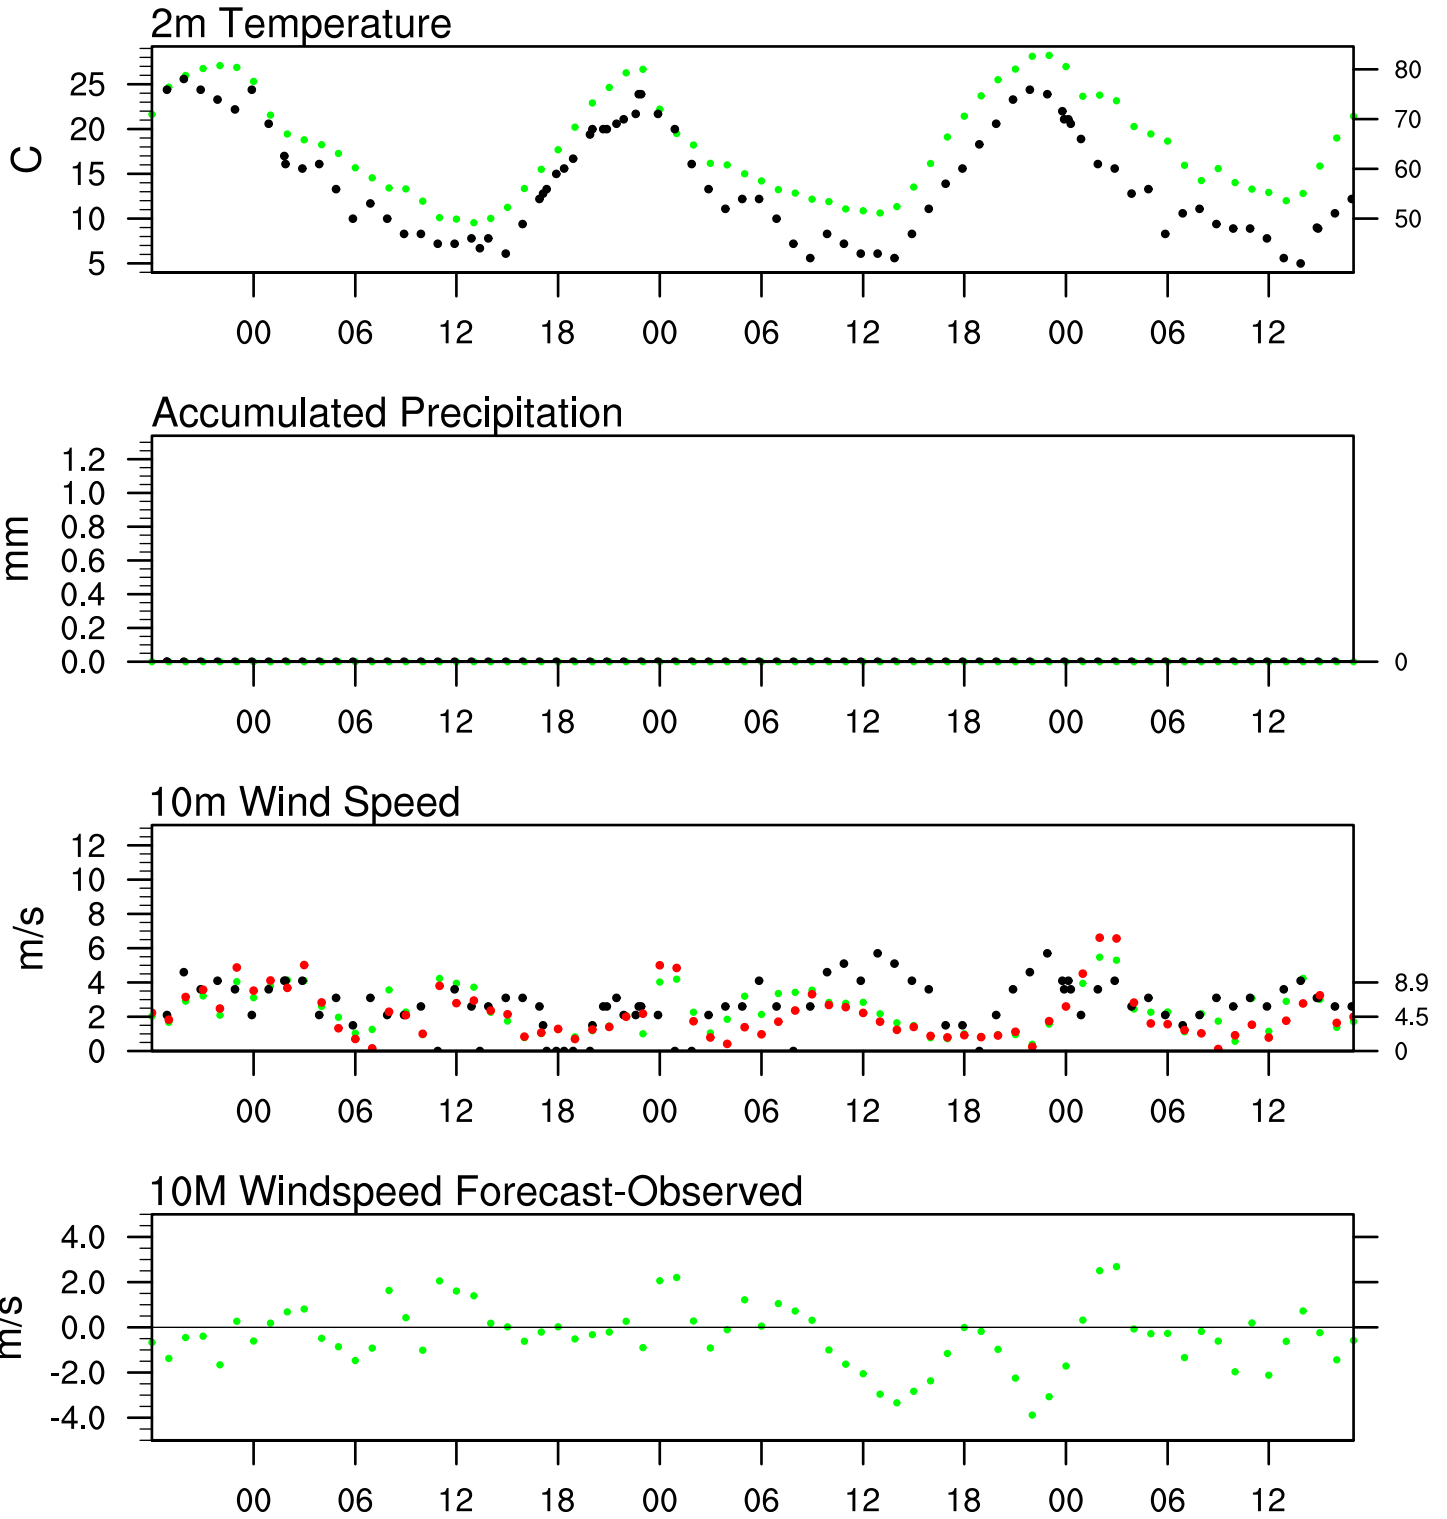 2m Temperature
C
25
20
15
10
5
80
70
60
50
00 06 12 18 00 06 12 18 00 06 12
Accumulated Precipitation
mm
1.2
1.0
0.8
0.6
0.4
0.2
0.0
0
00 06 12 18 00 06 12 18 00 06 12
10m Wind Speed
m/s
12
10
8
6
4
2
0
8.9
4.5
0
00 06 12 18 00 06 12 18 00 06 12
10M Windspeed Forecast-Observed
m/s
4.0
2.0
0.0
-2.0
-4.0
00 06 12 18 00 06 12 18 00 06 12